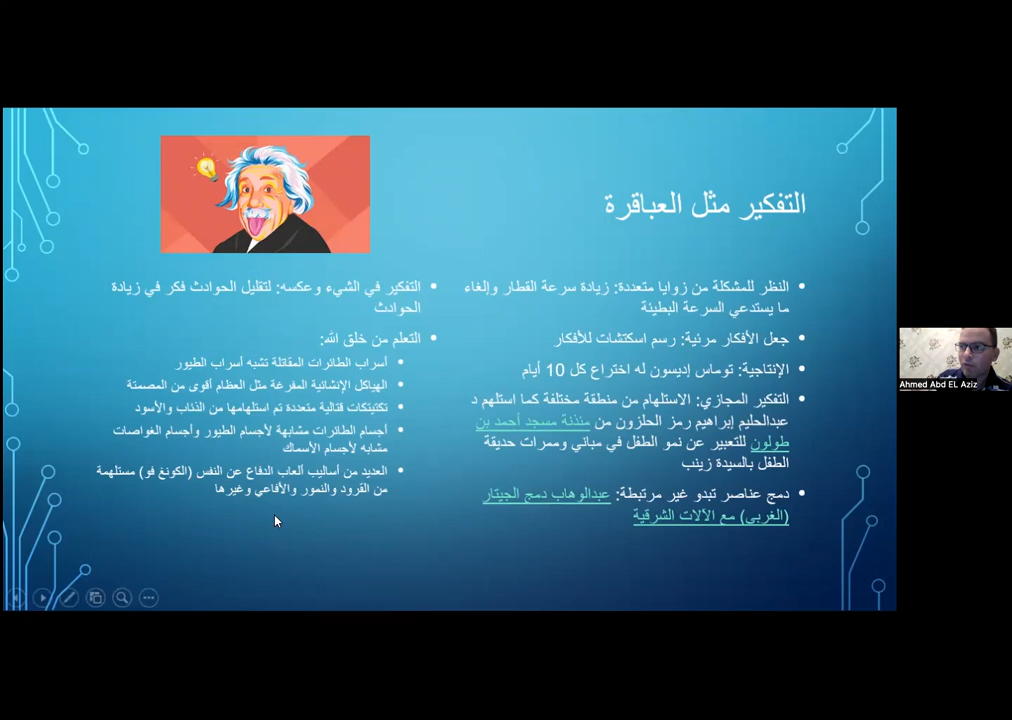 التفكير مثل العباقرة
النظر للمشكلة من زوايا متعددة: زيادة سرعة القطار وإلغاء
ما يستدعي السرعة البطيئة
جعل الأفكار مرئية: رسم اسكتشات للأفكار
الإنتاجية: توماس إديسون له اختراع كل 10 أيام
التفكير المجازي: الاستلهام من منطقة مختلفة كما استلهم د
عبدالحليم إبراهيم رمز الحلزون من مئذنة مسجد أحمد بن
طولون للتعبير عن نمو الطفل في مباني وممرات حديقة
الطفل بالسيدة زينب
دمج عناصر تبدو غير مرتبطة: عبدالوهاب دمج الجيتار
(الغربي) مع الآلات الشرقية
التفكير في الشيء وعكسه: لتقليل الحوادث فكر في زيادة
الحوادث
التعلم من خلق الله:
أسراب الطائرات المقاتلة تشبه أسراب الطيور
الهياكل الإنشائية المفرغة مثل العظام أقوى من المصمتة
تكتيتكات قتالية متعددة تم استلهامها من الذئاب والأسود
أجسام الطائرات مشابهة لأجسام الطيور وأجسام الغواصات
مشابه لأجسام الأسماك
العديد من أساليب ألعاب الدفاع عن النفس (الكونغ فو) مستلهمة
من القرود والنمور والأفاعي وغيرها
Ahmed Abd EL Aziz